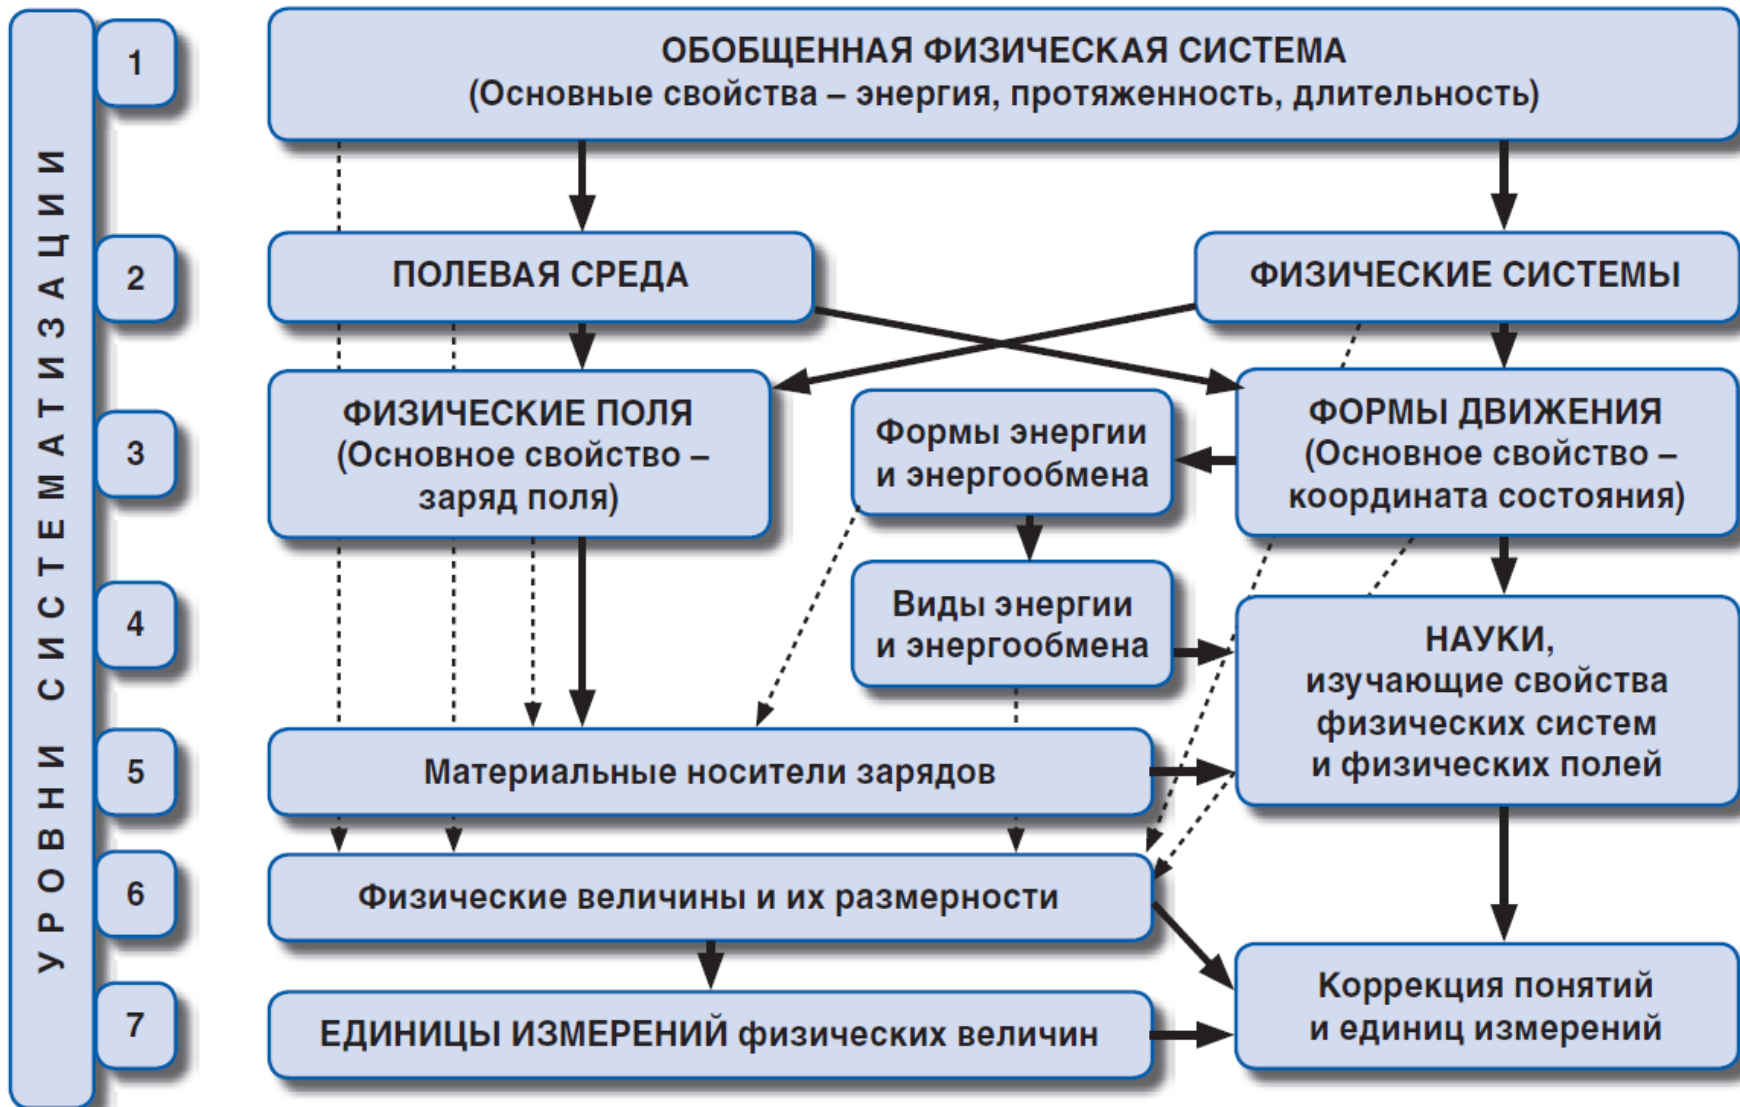 УРОВНИ СИСТЕМАТИЗАЦИИ
1
ОБОБЩЕННАЯ ФИЗИЧЕСКАЯ СИСТЕМА
(Основные свойства – энергия, протяженность, длительность)
2
ПОЛЕВАЯ СРЕДА
ФИЗИЧЕСКИЕ СИСТЕМЫ
3
ФИЗИЧЕСКИЕ ПОЛЯ
(Основное свойство –
заряд поля)
Формы энергии
и энергообмена
ФОРМЫ ДВИЖЕНИЯ
(Основное свойство –
координата состояния)
4
Виды энергии
и энергообмена
НАУКИ,
изучающие свойства
физических систем
и физических полей
5
Материальные носители зарядов
6
Физические величины и их размерности
7
ЕДИНИЦЫ ИЗМЕРЕНИЙ физических величин
Коррекция понятий
и единиц измерений